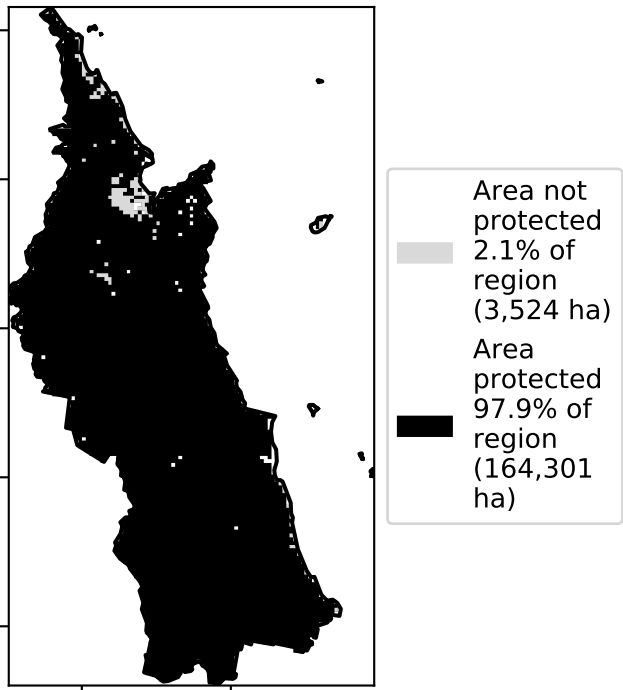 Area not
protected
2.1% of
region
(3,524 ha)
Area
protected
97.9% of
region
(164,301
ha)